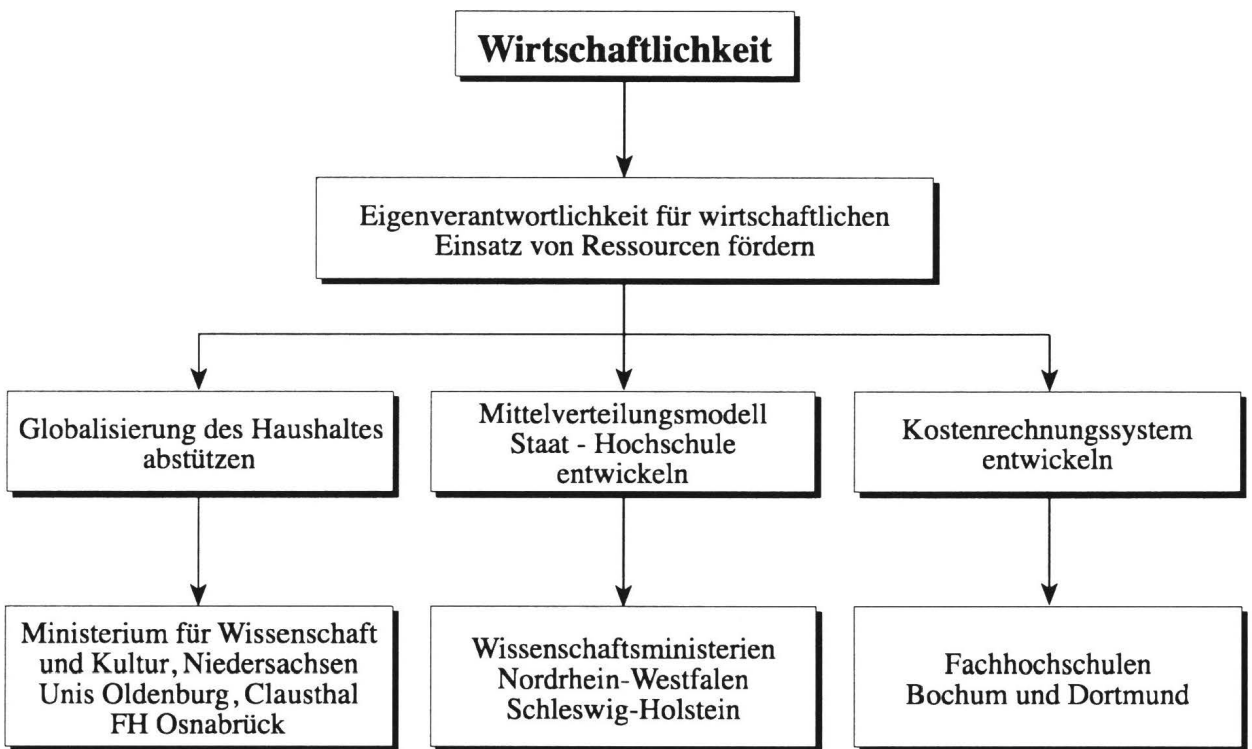 Wirtschaftlichkeit
Eigenverantwortlichkeit für wirtschaftlichen
Einsatz von Ressourcen fördern
Globalisierung des Haushaltes
abstützen
Mittelverteilungsmodell
Staat - Hochschule
entwickeln
Kostenrechnungssystem
entwickeln
Ministerium für Wissenschaft
und Kultur, Niedersachsen
Unis Oldenburg, Clausthal
FH Osnabrück
Wissenschaftsministerien
Nordrhein-Westfalen
Schleswig-Holstein
Fachhochschulen
Bochum und Dortmund